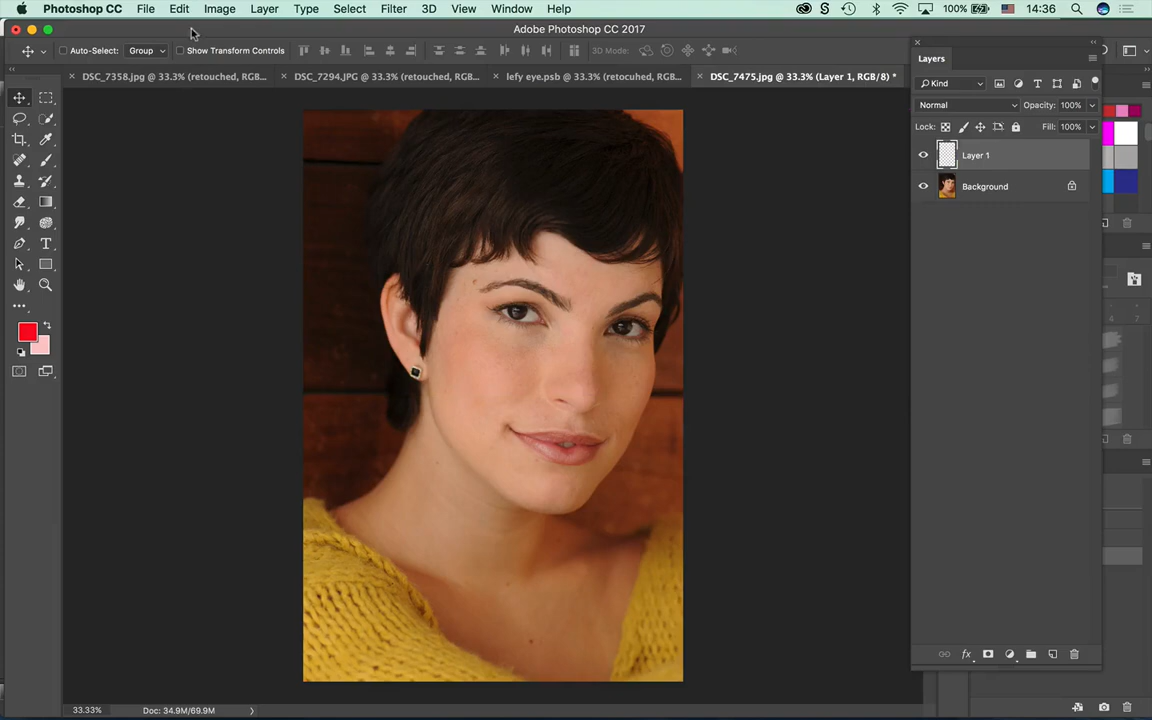 Photoshop CC File Edit Image Layer Type Select Filter 3D View Window Help 100% 14:36
Adobe Photoshop CC 2017
Auto-Select: Group Show Transform Controls 3D Mode:
DSC_7358.jpg @ 33.3% (retouched, RGB... DSC_7294.JPG @ 33.3% (retouched, RGB... lefy eye.psb @ 33.3% (retocuhed, RGB... DSC_7475.jpg @ 33.3% (Layer 1, RGB/8) *
Layers
Kind
Normal Opacity: 100%
Lock: Fill: 100%
Layer 1
Background
4 7
33.33% Doc: 34.9M/69.9M